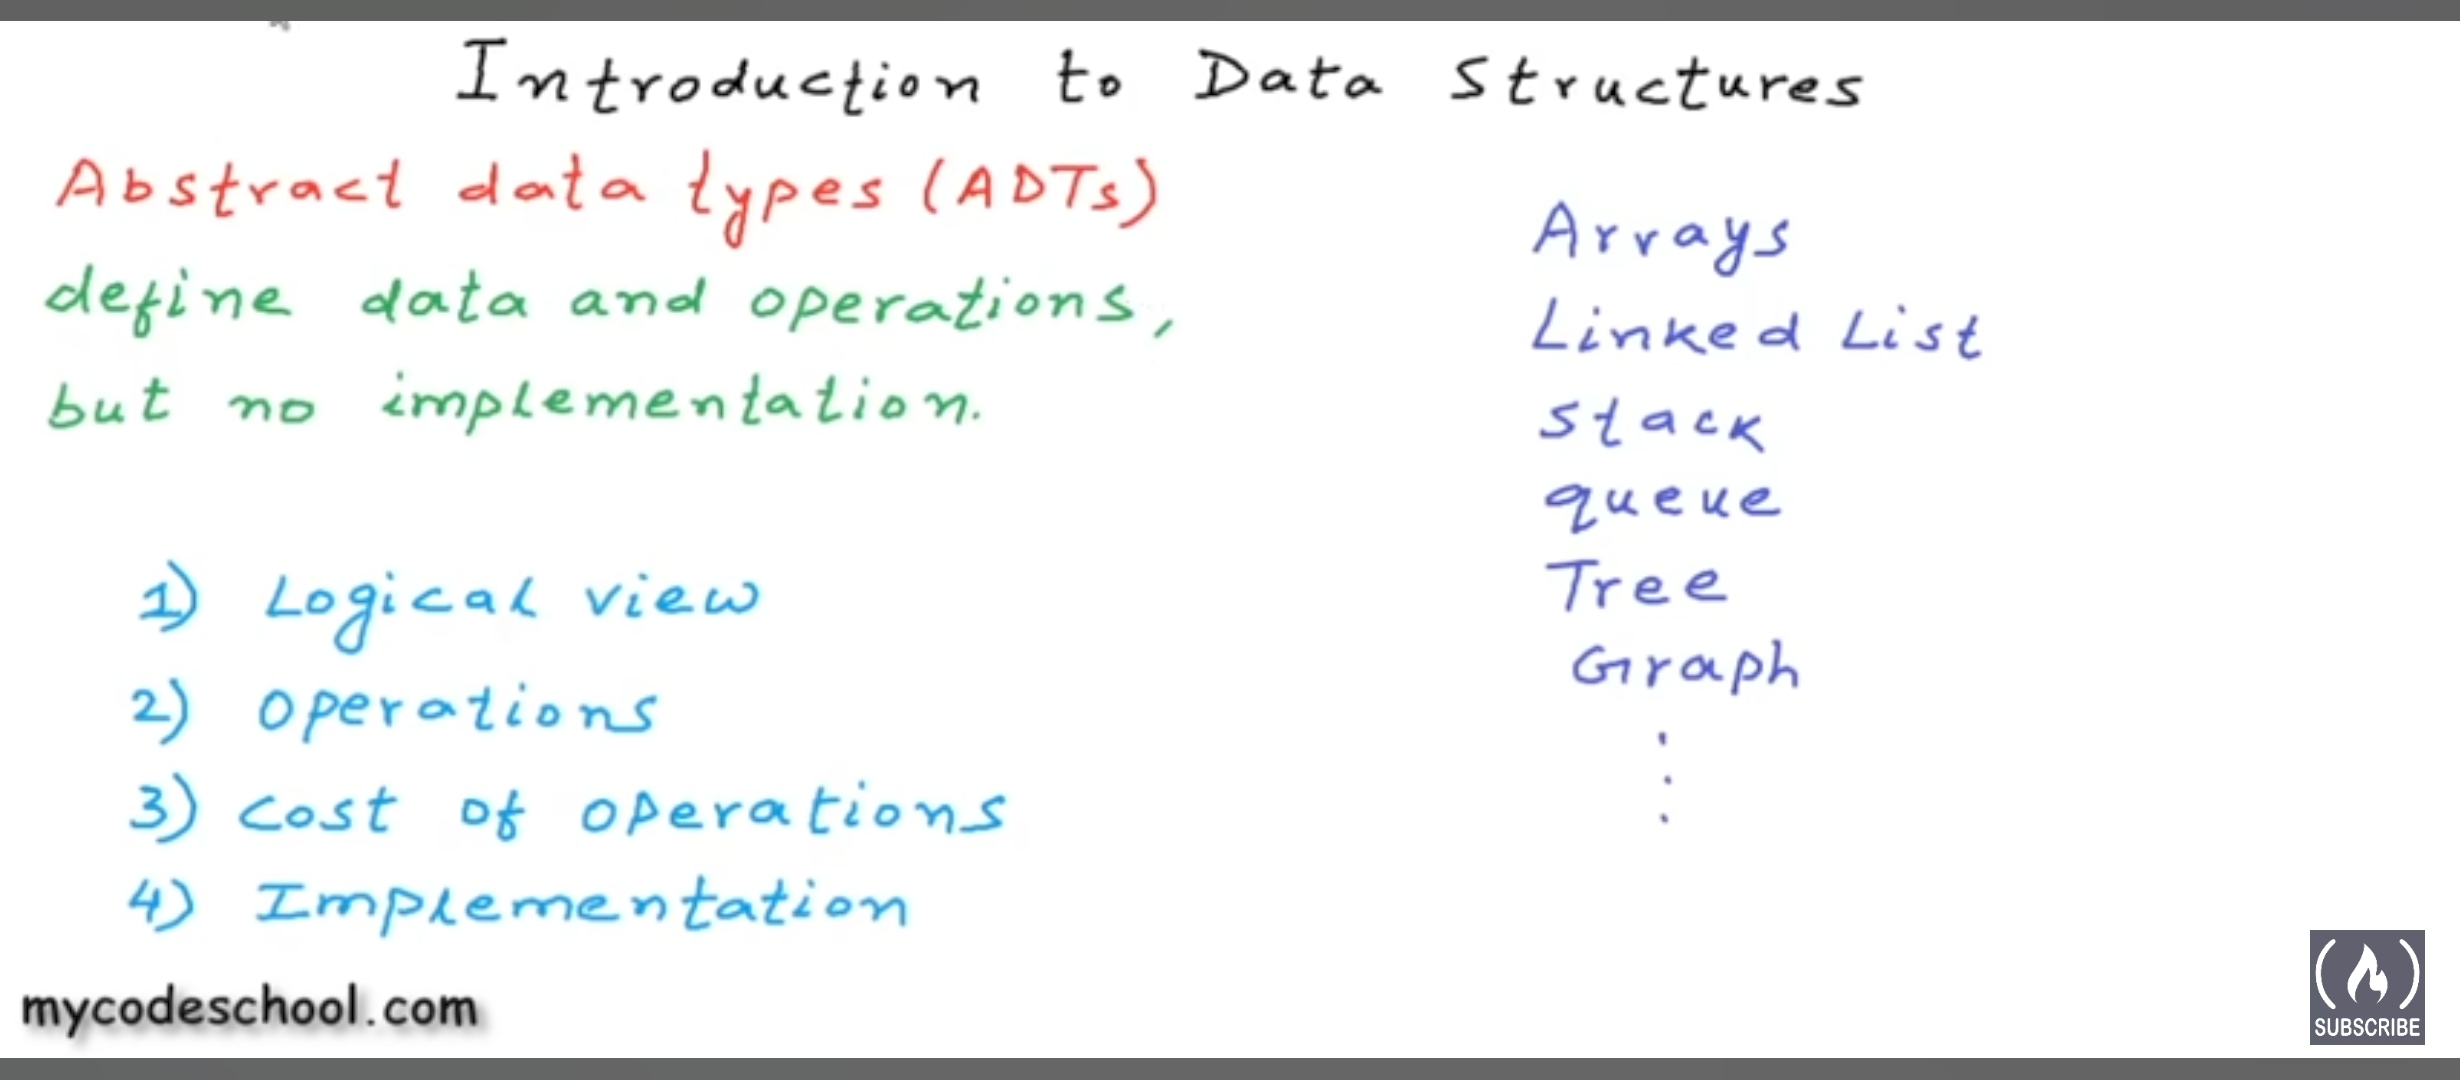 Introduction to Data Structures
Abstract data types (ADTs)
define data and operations,
but no implementation.
1) Logical view
2) operations
3) cost of operations
4) Implementation
Arrays
Linked List
stack
queue
Tree
Graph
mycodeschool.com
SUBSCRIBE